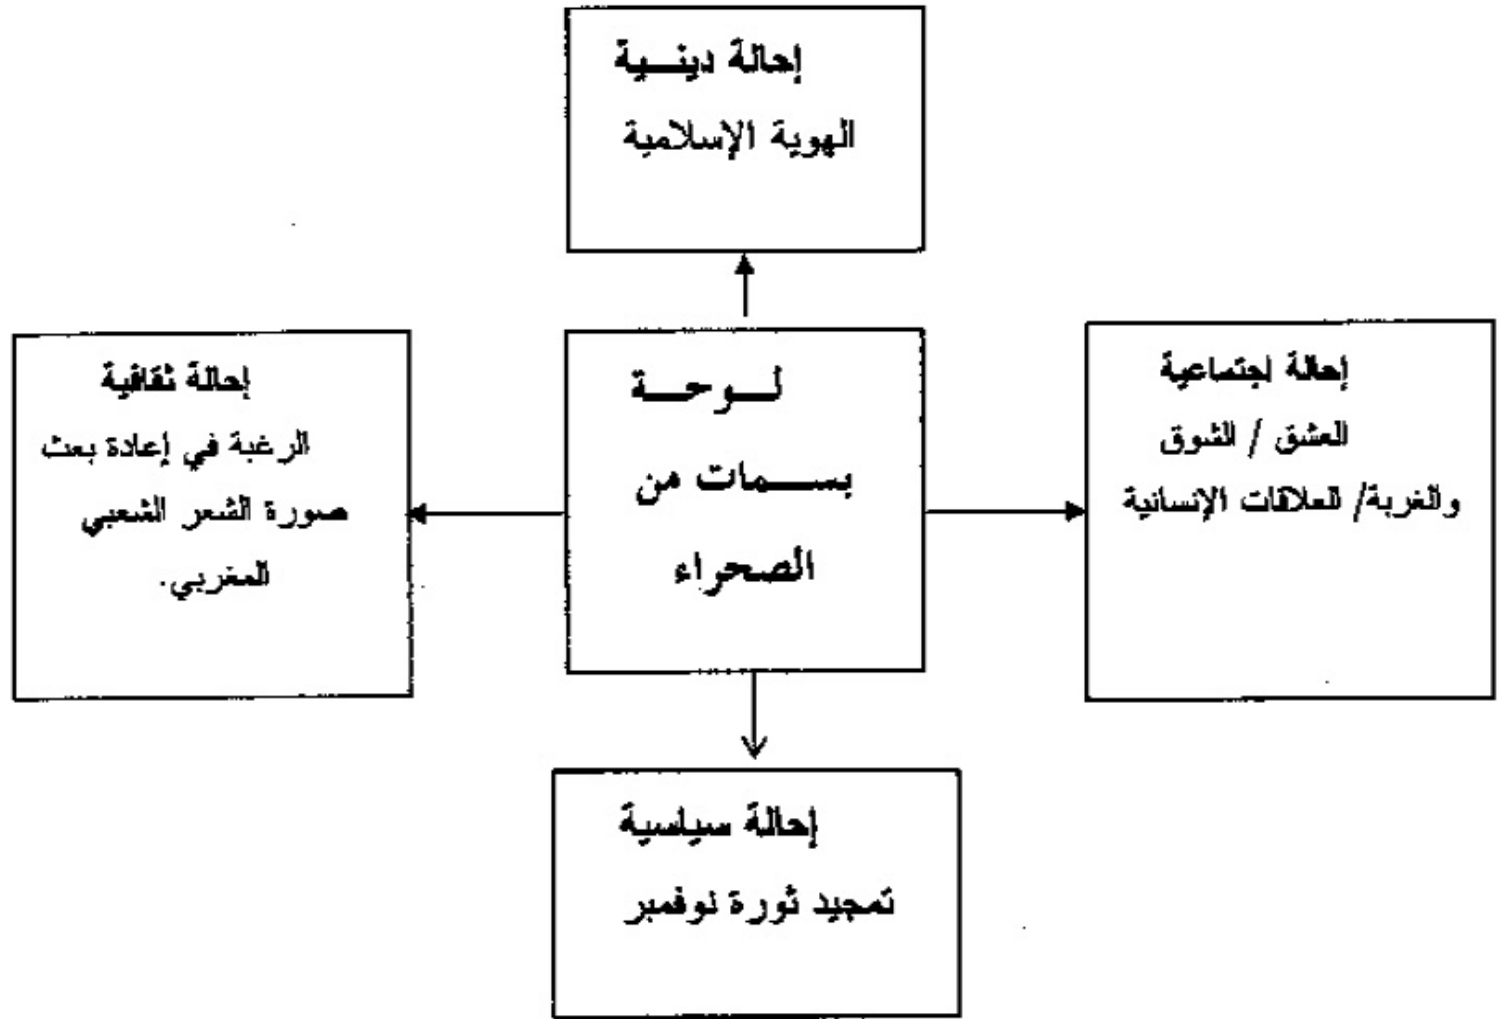 إحالة دينـــية
الهوية الإسلامية
إحالة اجتماعية
العشق / الشوق
والغربة/ العلاقات الإنسانية
لـــوحـــة
بســـمات من
الصحراء
إحالة ثقافية
الرغبة في إعادة بعث
صورة الشعر الشعبي
المغربي.
إحالة سياسية
تمجيد ثورة نوفمبر